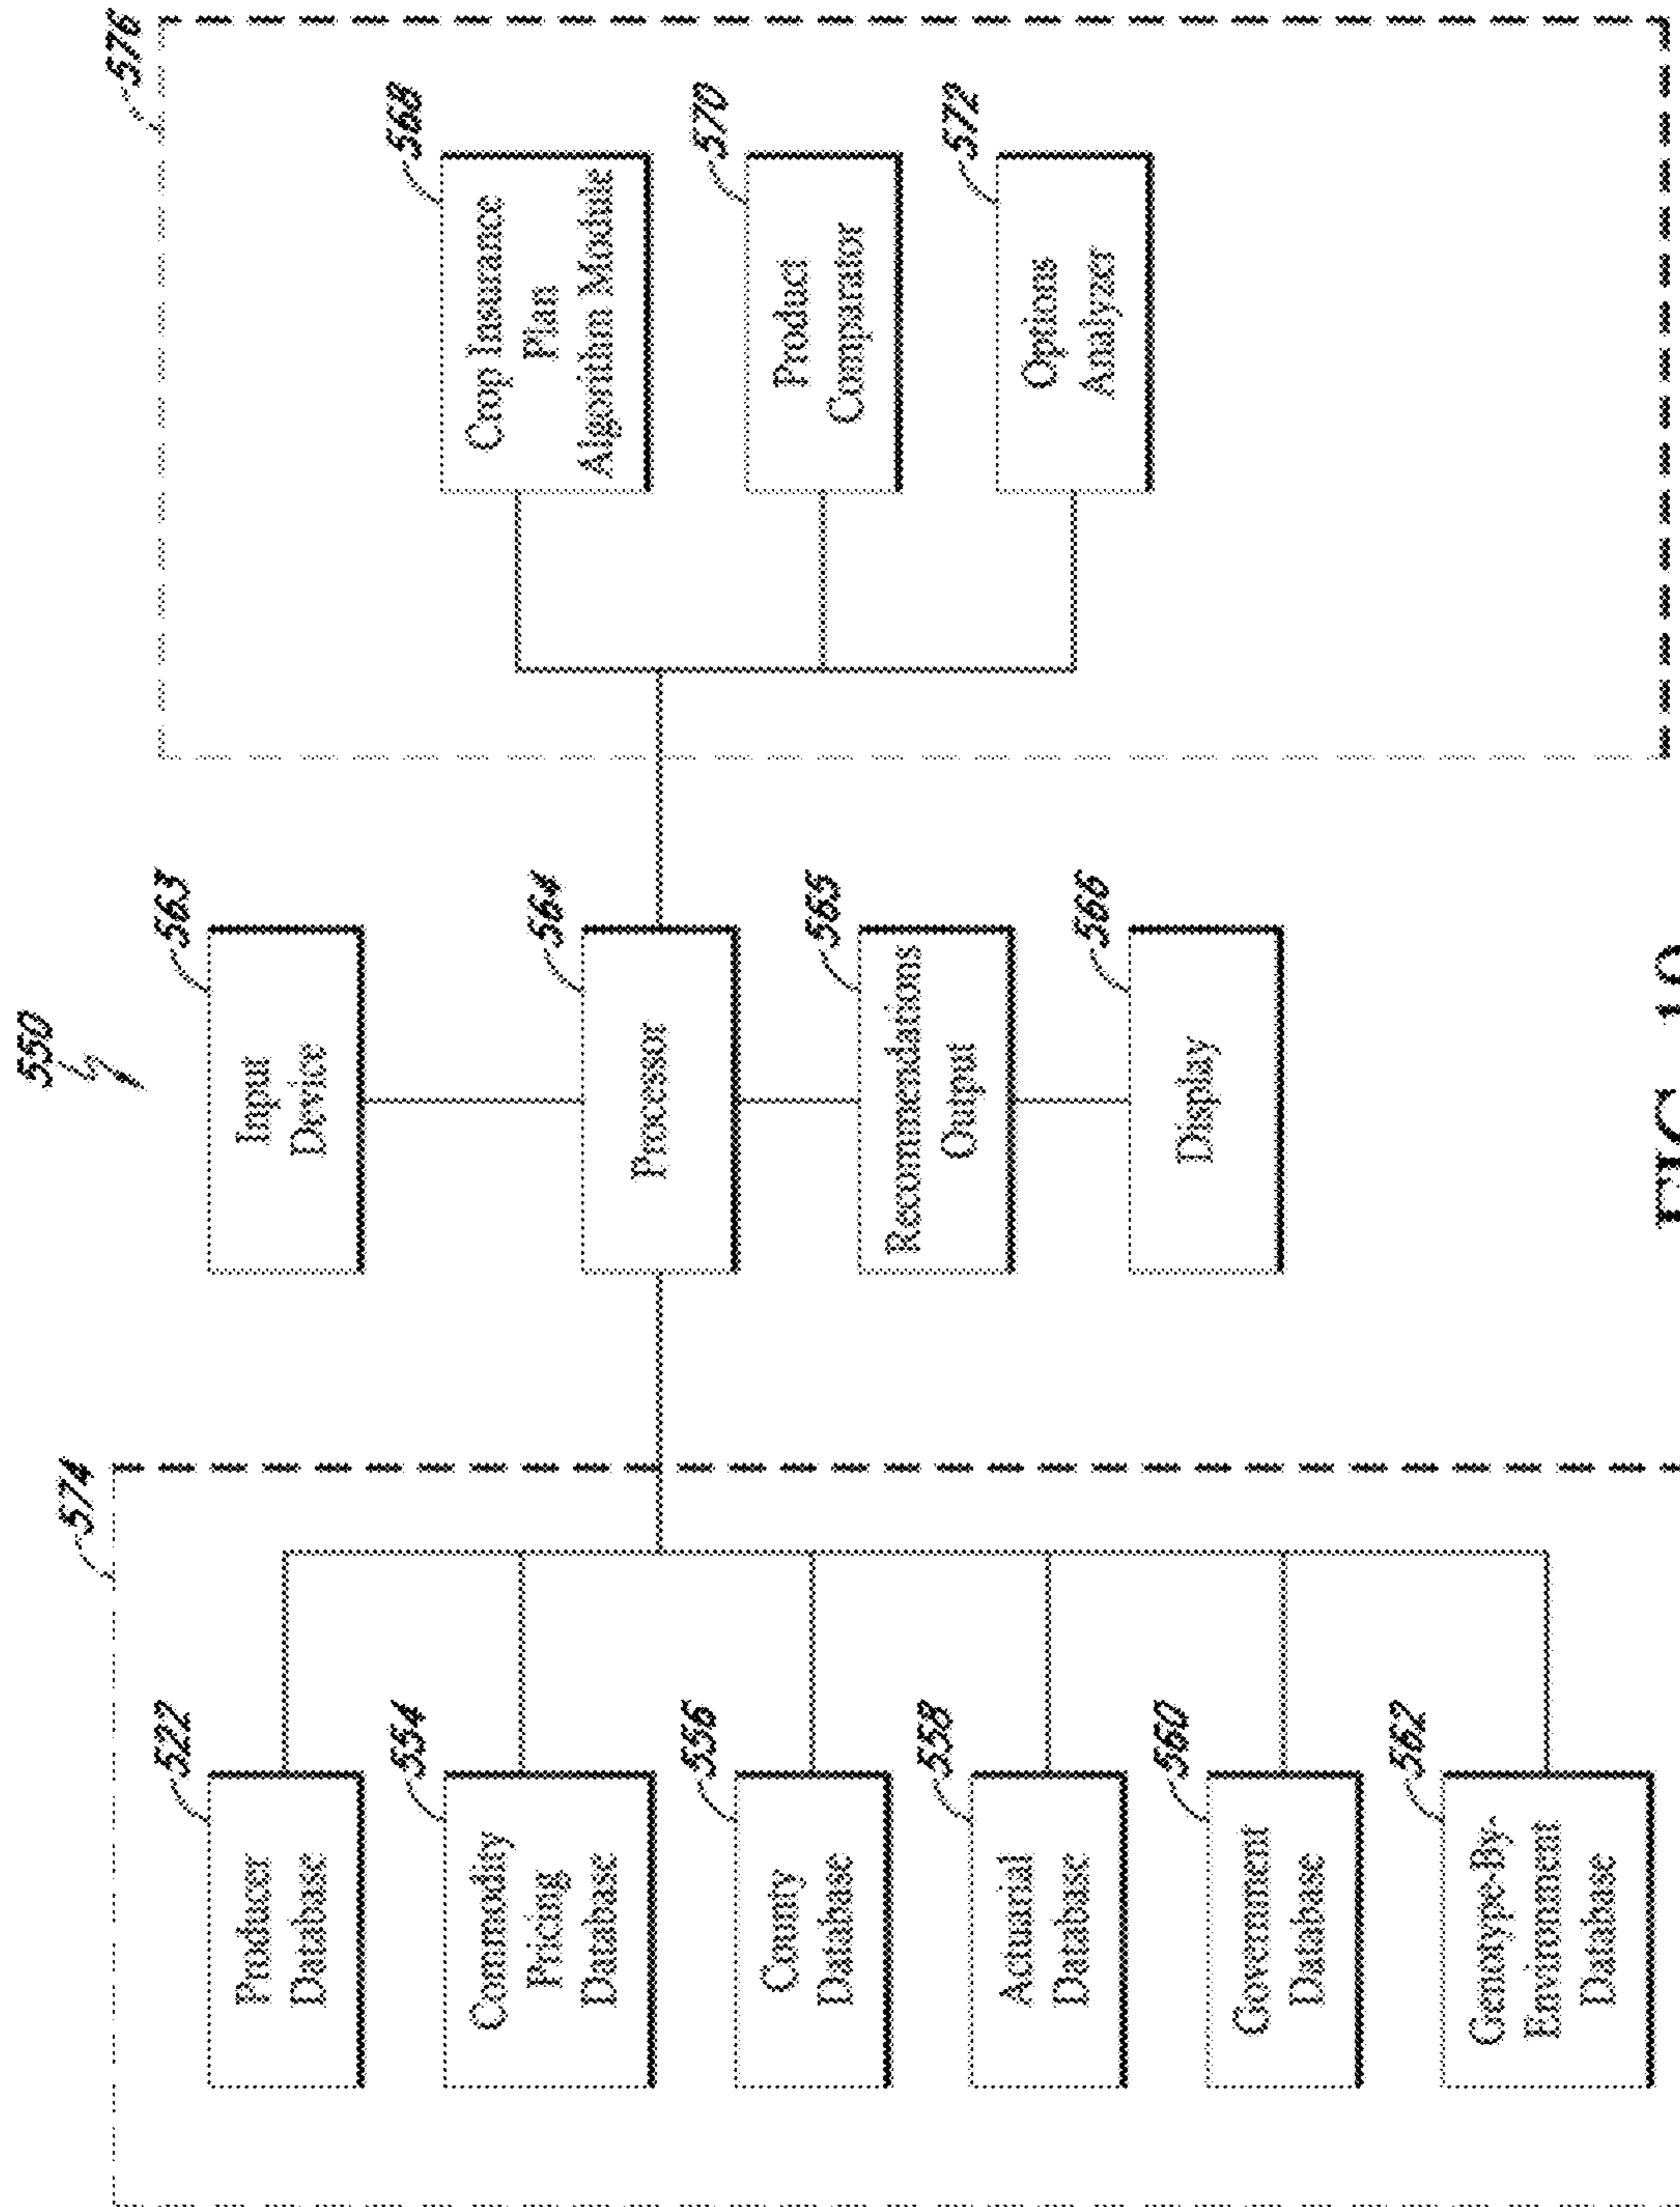 550
574
522
Producer
Database
554
Commodity
Pricing
Database
556
County
Database
558
Actuarial
Database
560
Government
Database
562
Genotype-By-
Environment
Database
563
Input
Device
564
Processor
565
Recommendations
Output
566
Display
576
568
Crop Insurance
Plan
Algorithm Module
570
Product
Comparator
572
Options
Analyzer